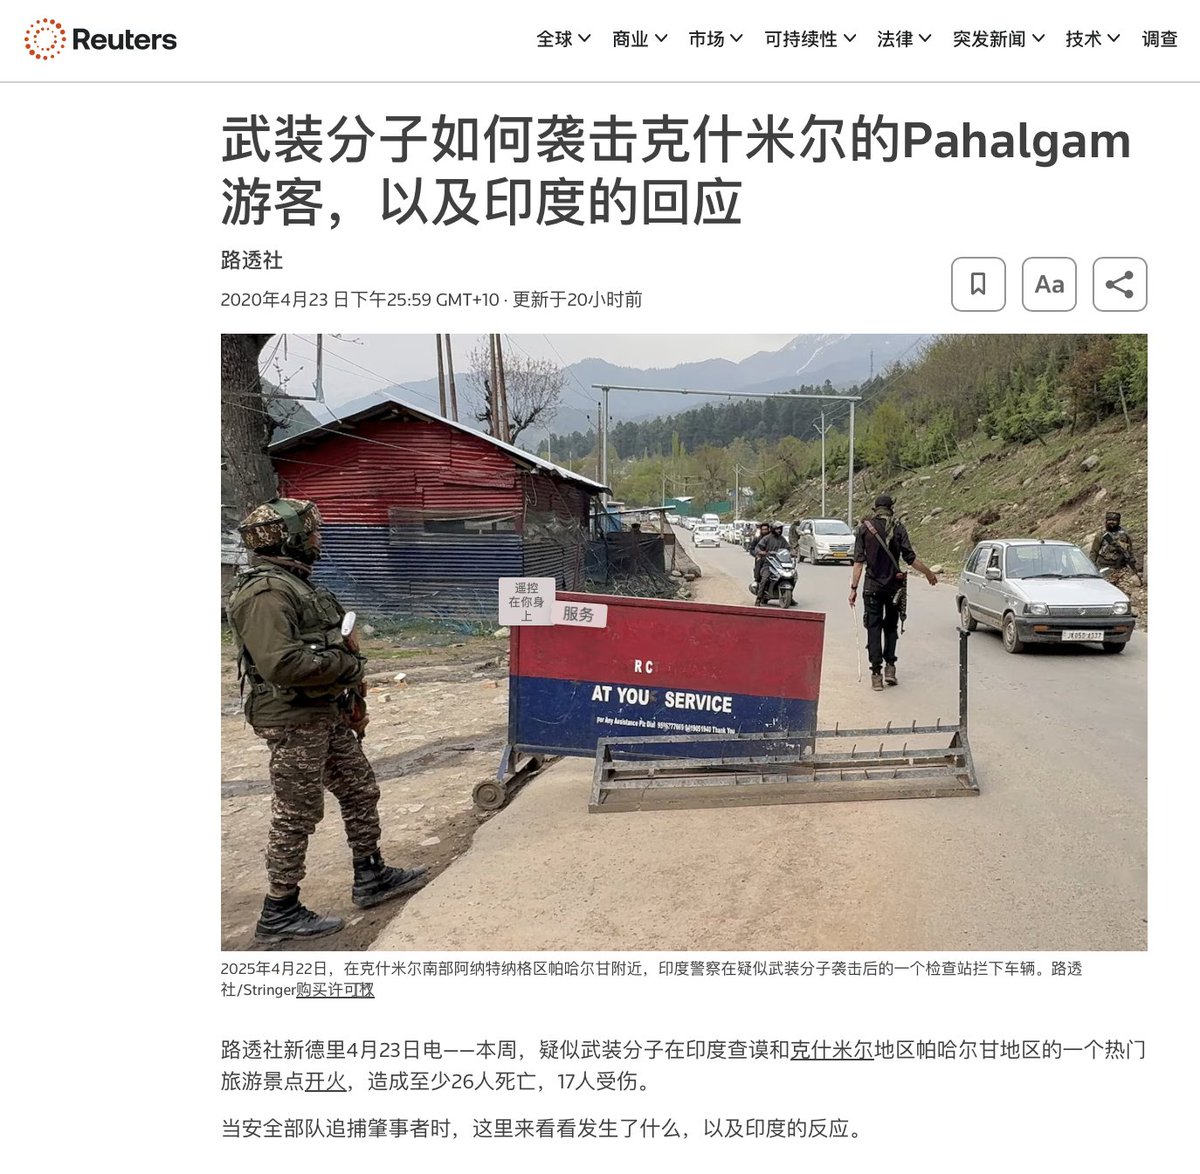 Reuters
全球 商业 市场 可持续性 法律 突发新闻 技术 调查
武装分子如何袭击克什米尔的Pahalgam
游客，以及印度的回应
路透社
2020年4月23 日下午25:59 GMT+10 · 更新于20小时前
Aa
遥控
在你身
上
服务
RC
AT YOU SERVICE
per Any Assistance Plz Dial
Thank You
2025年4月22日，在克什米尔南部阿纳特纳格区帕哈尔甘附近，印度警察在疑似武装分子袭击后的一个检查站拦下车辆。路透
社/Stringer购买许可权
路透社新德里4月23日电——本周，疑似武装分子在印度查谟和克什米尔地区帕哈尔甘地区的一个热门
旅游景点开火，造成至少26人死亡，17人受伤。
当安全部队追捕肇事者时，这里来看看发生了什么，以及印度的反应。